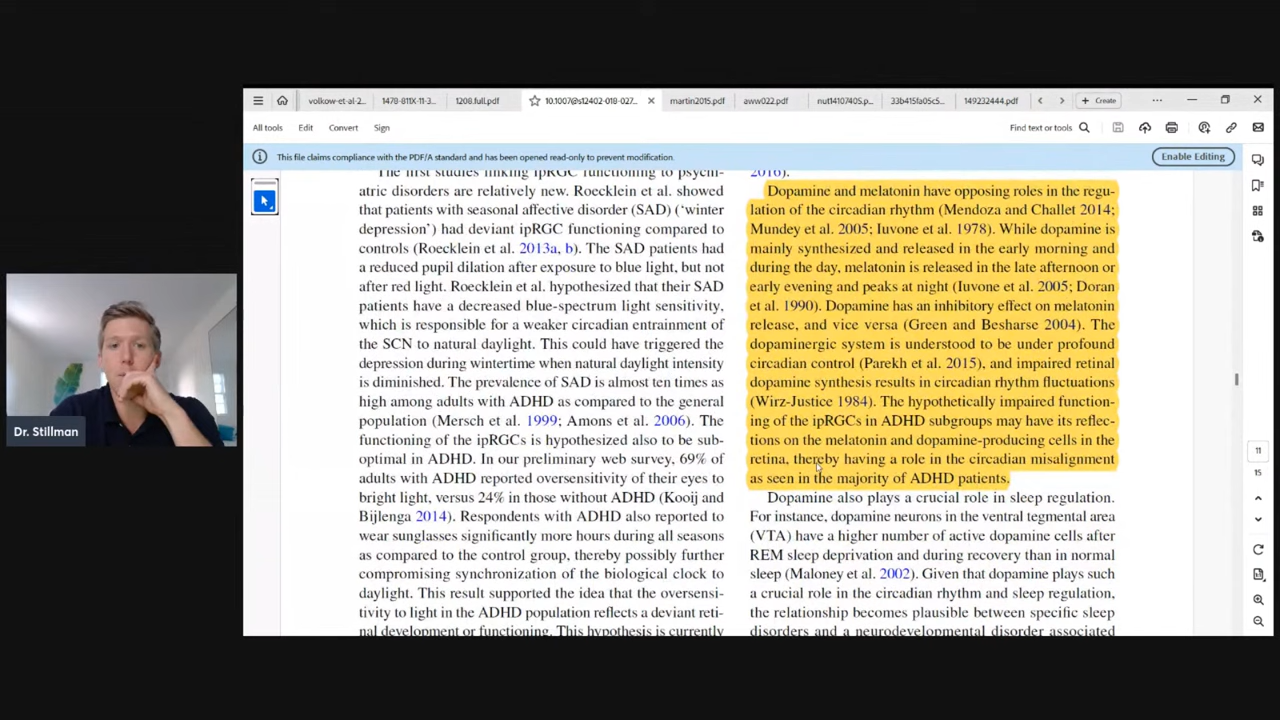 volkow-et-al-2...
1478-811X-11-3...
1208.full.pdf
10.1007@s12402-018-027...
martin2015.pdf
aww022.pdf
nut1410740S.p...
33b415fa05c5...
149232444.pdf
Create
All tools
Edit
Convert
Sign
Find text or tools
This file claims compliance with the PDF/A standard and has been opened read-only to prevent modification.
Enable Editing
The first studies linking ipRGC functioning to psychi-
atric disorders are relatively new. Roecklein et al. showed
that patients with seasonal affective disorder (SAD) (‘winter
depression’) had deviant ipRGC functioning compared to
controls (Roecklein et al. 2013a, b). The SAD patients had
a reduced pupil dilation after exposure to blue light, but not
after red light. Roecklein et al. hypothesized that their SAD
patients have a decreased blue-spectrum light sensitivity,
which is responsible for a weaker circadian entrainment of
the SCN to natural daylight. This could have triggered the
depression during wintertime when natural daylight intensity
is diminished. The prevalence of SAD is almost ten times as
high among adults with ADHD as compared to the general
population (Mersch et al. 1999; Amons et al. 2006). The
functioning of the ipRGCs is hypothesized also to be sub-
optimal in ADHD. In our preliminary web survey, 69% of
adults with ADHD reported oversensitivity of their eyes to
bright light, versus 24% in those without ADHD (Kooij and
Bijlenga 2014). Respondents with ADHD also reported to
wear sunglasses significantly more hours during all seasons
as compared to the control group, thereby possibly further
compromising synchronization of the biological clock to
daylight. This result supported the idea that the oversensi-
tivity to light in the ADHD population reflects a deviant reti-
nal development or functioning. This hypothesis is currently
2016).
Dopamine and melatonin have opposing roles in the regu-
lation of the circadian rhythm (Mendoza and Challet 2014;
Mundey et al. 2005; Iuvone et al. 1978). While dopamine is
mainly synthesized and released in the early morning and
during the day, melatonin is released in the late afternoon or
early evening and peaks at night (Iuvone et al. 2005; Doran
et al. 1990). Dopamine has an inhibitory effect on melatonin
release, and vice versa (Green and Besharse 2004). The
dopaminergic system is understood to be under profound
circadian control (Parekh et al. 2015), and impaired retinal
dopamine synthesis results in circadian rhythm fluctuations
(Wirz-Justice 1984). The hypothetically impaired function-
ing of the ipRGCs in ADHD subgroups may have its reflec-
tions on the melatonin and dopamine-producing cells in the
retina, thereby having a role in the circadian misalignment
as seen in the majority of ADHD patients.
Dopamine also plays a crucial role in sleep regulation.
For instance, dopamine neurons in the ventral tegmental area
(VTA) have a higher number of active dopamine cells after
REM sleep deprivation and during recovery than in normal
sleep (Maloney et al. 2002). Given that dopamine plays such
a crucial role in the circadian rhythm and sleep regulation,
the relationship becomes plausible between specific sleep
disorders and a neurodevelopmental disorder associated
11
15
Dr. Stillman